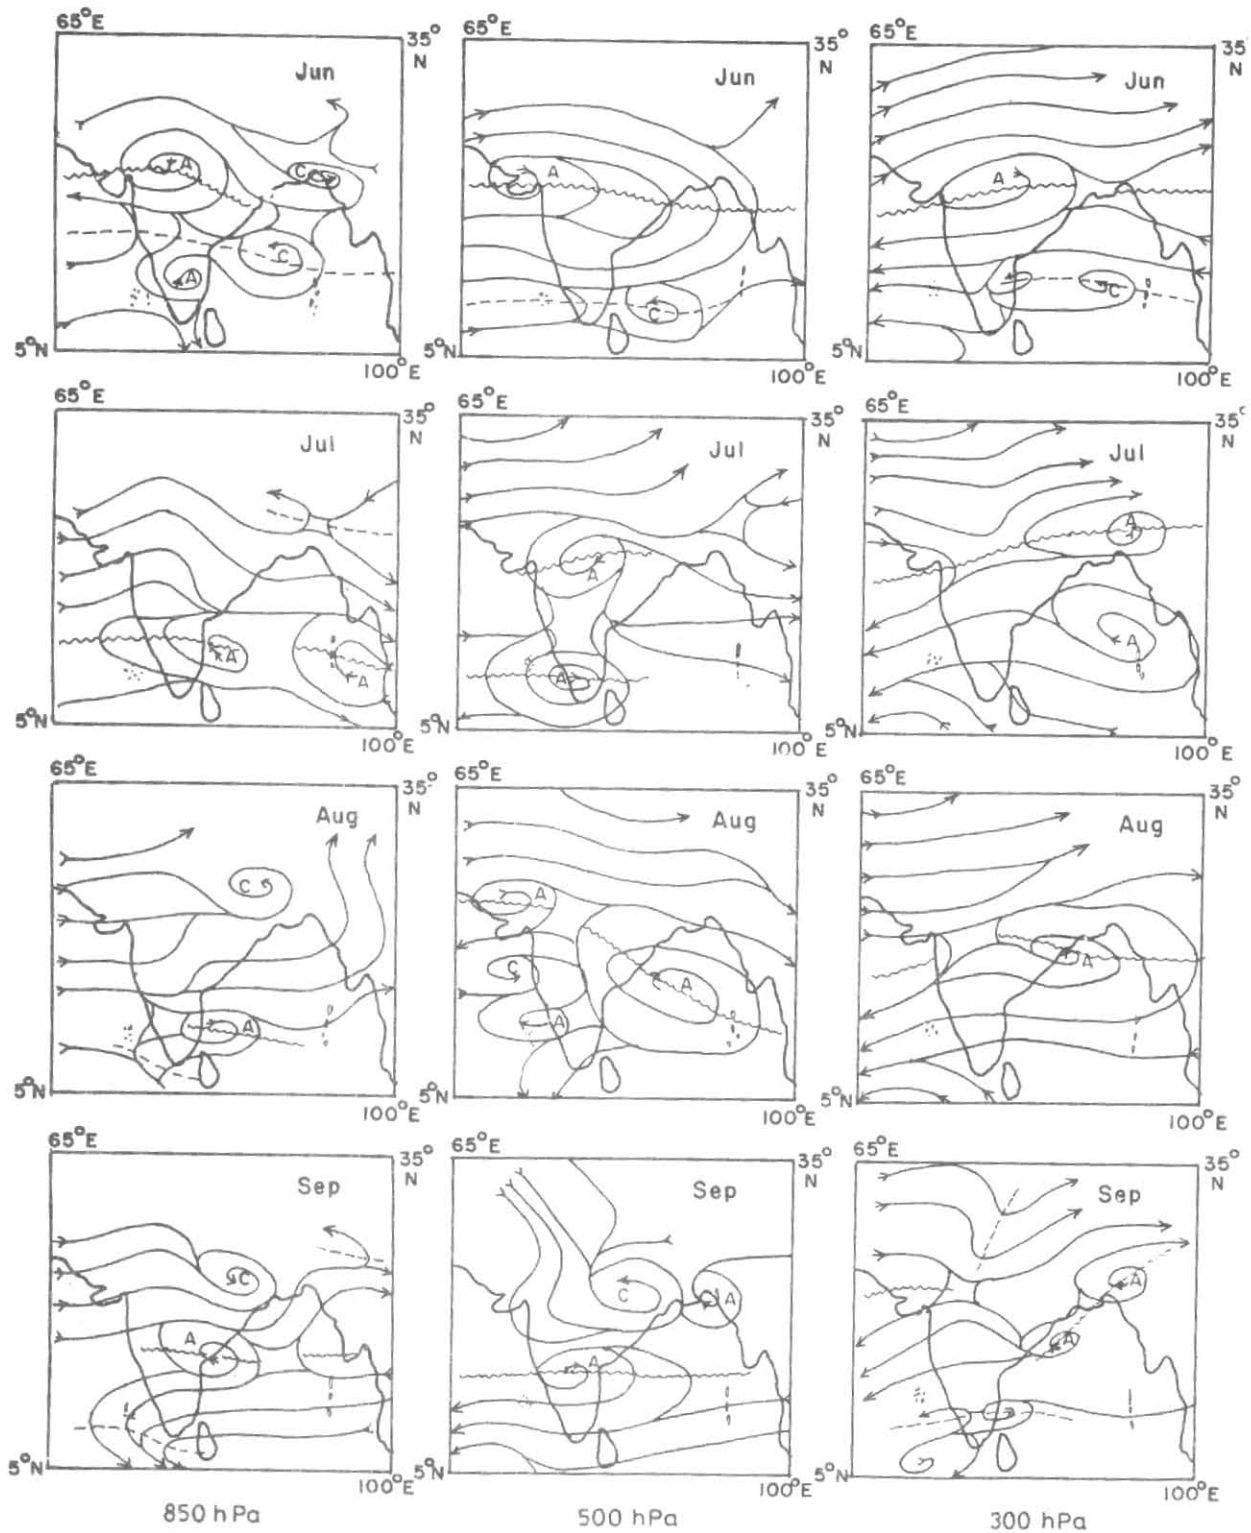 65°E 35° N Jun A C C A 5°N 100°E
65°E 35° N Jun A C 5°N 100°E
65°E 35 N Jun A C 5°N 100°E
65°E 35° N Jul A A 5°N 100°E
65°E 35° N Jul A A 5°N 100°E
65°E 35° N Jul A A 5°N 100°E
65°E 35° N Aug C A 5°N 100°E
65°E 35° N Aug A C A A 5°N 100°E
65°E 35° N Aug A 5°N 100°E
65°E 35° N Sep C A 5°N 100°E
65°E 35° N Sep C A A 5°N 100°E
65°E 35° N Sep A A 5°N 100°E
850 hPa 500 hPa 300 hPa